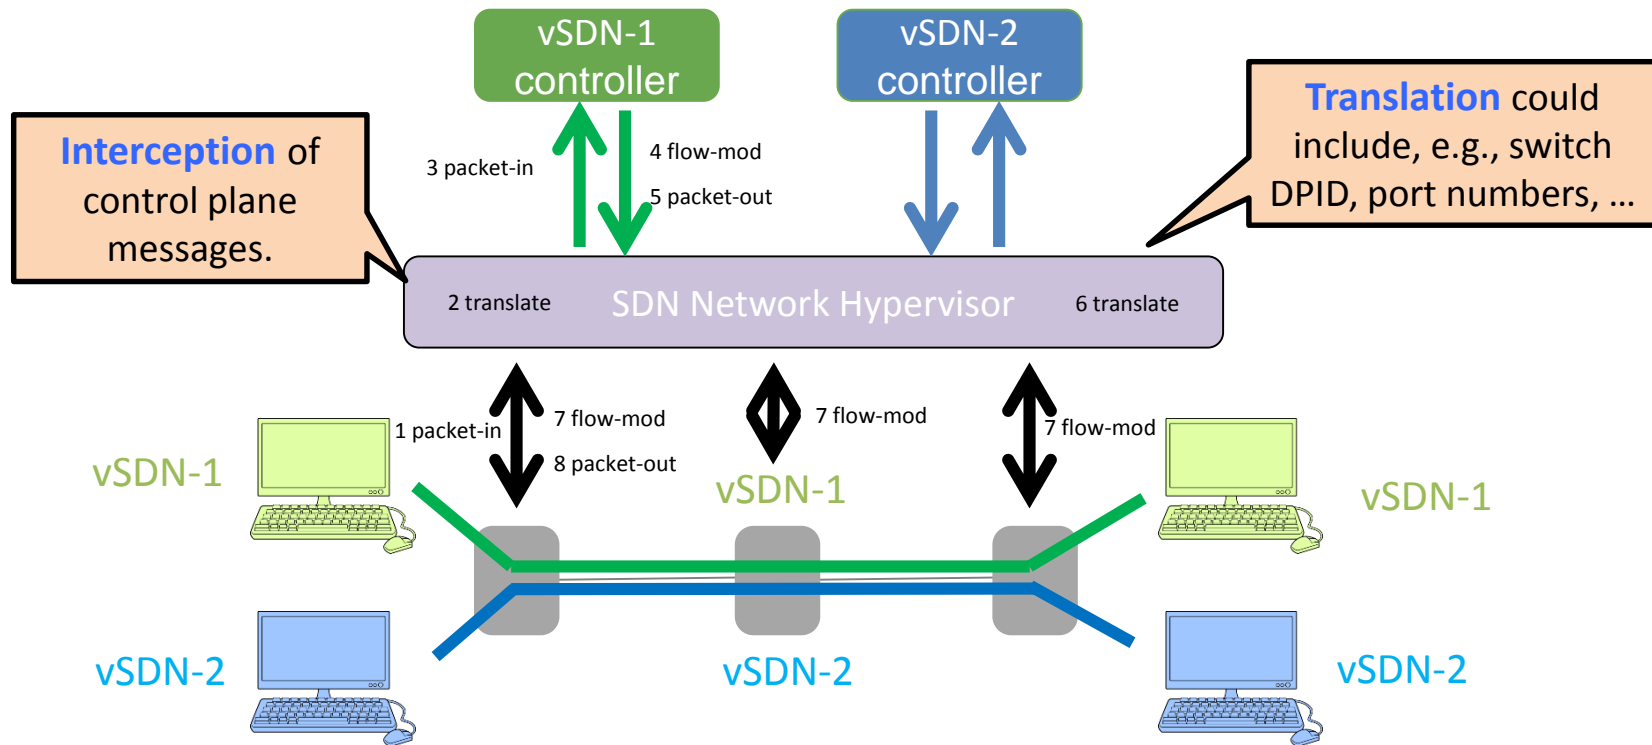 vSDN-1
controller
vSDN-2
controller
Interception of
control plane
messages.
3 packet-in
4 flow-mod
5 packet-out
Translation could
include, e.g., switch
DPID, port numbers, …
2 translate
SDN Network Hypervisor
6 translate
1 packet-in
7 flow-mod
8 packet-out
7 flow-mod
7 flow-mod
vSDN-1
vSDN-1
vSDN-1
vSDN-2
vSDN-2
vSDN-2